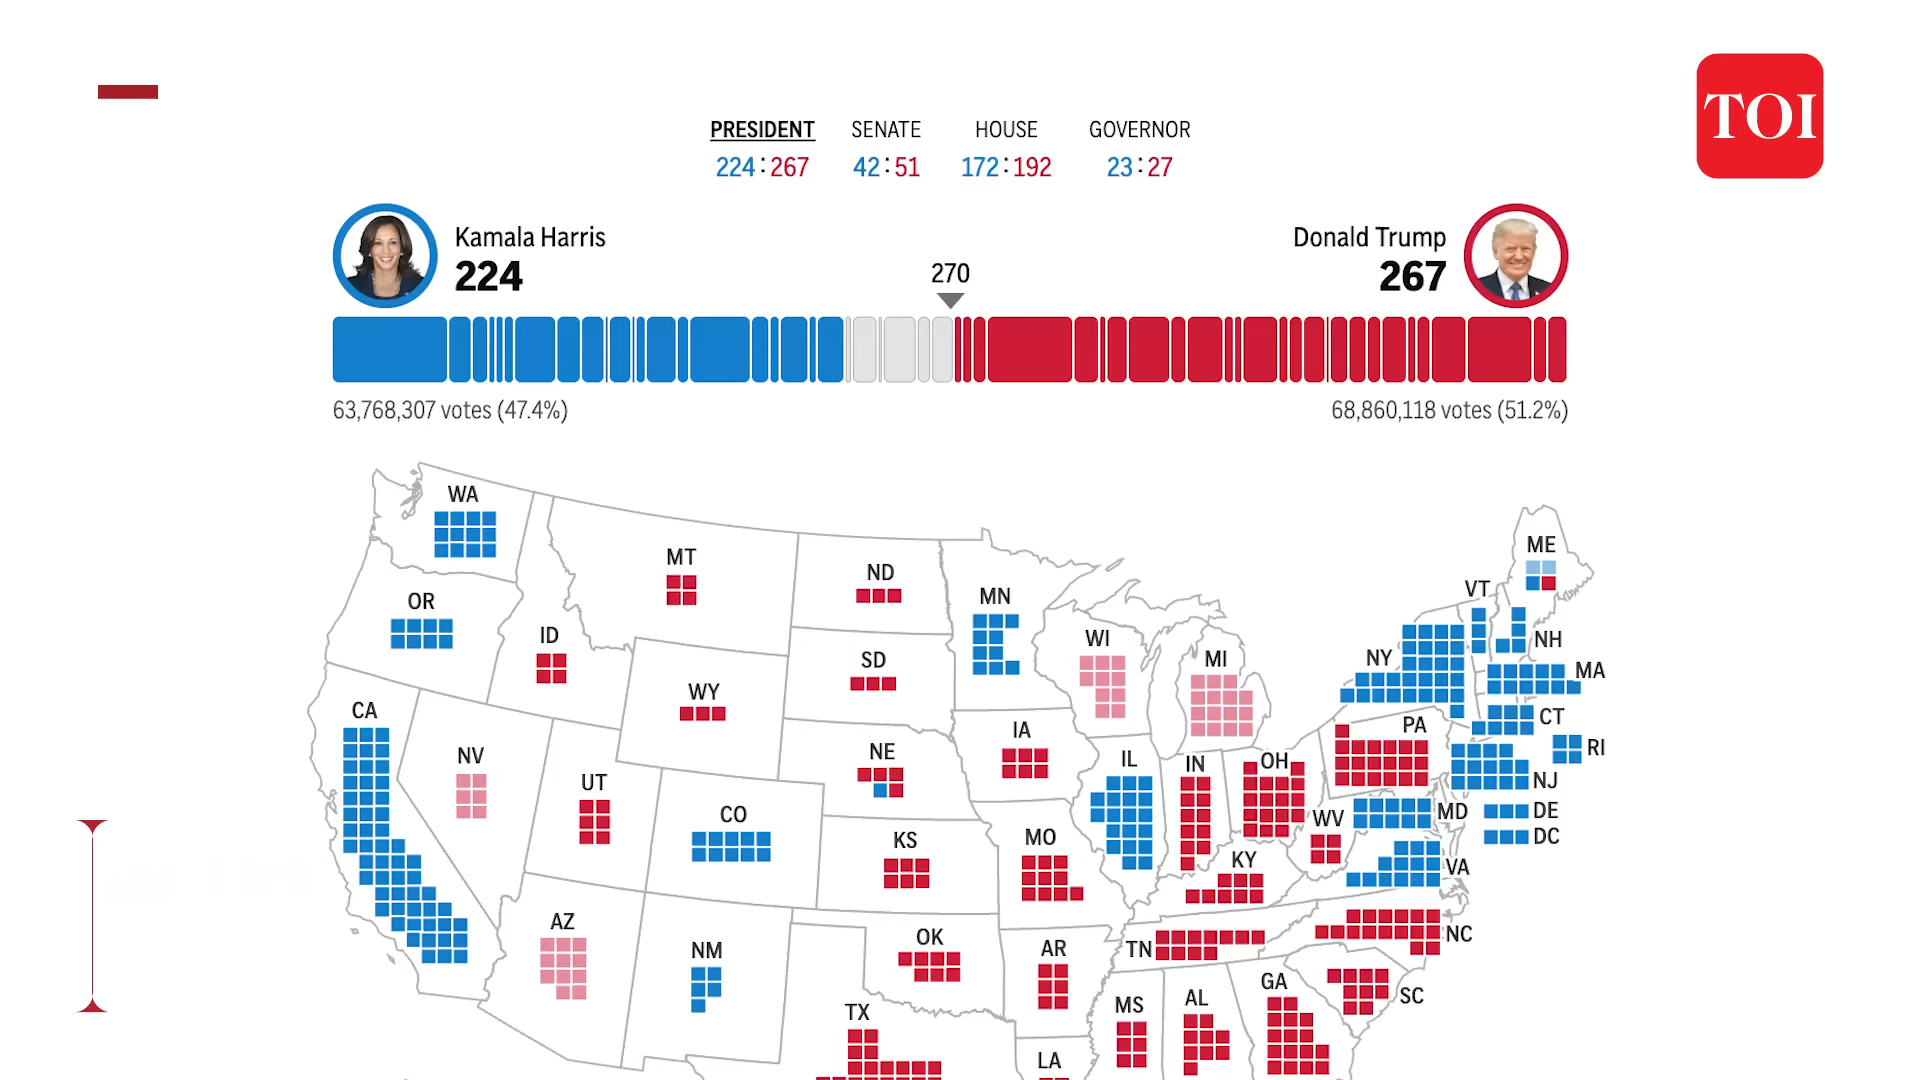 TOI
PRESIDENT SENATE HOUSE GOVERNOR
224:267 42:51 172:192 23:27
Kamala Harris
224
270
Donald Trump
267
63,768,307 votes (47.4%)
68,860,118 votes (51.2%)
WA
ME
MT
ND
VT
MN
OR
ID
WI
NH
SD
MI
NY
MA
WY
CA
CT
PA
IA
RI
NV
NE
IL
IN
OH
UT
NJ
CO
MD
DE
WV
DC
KS
MO
KY
VA
AZ
OK
NC
NM
AR
TN
GA
SC
AL
MS
TX
LA